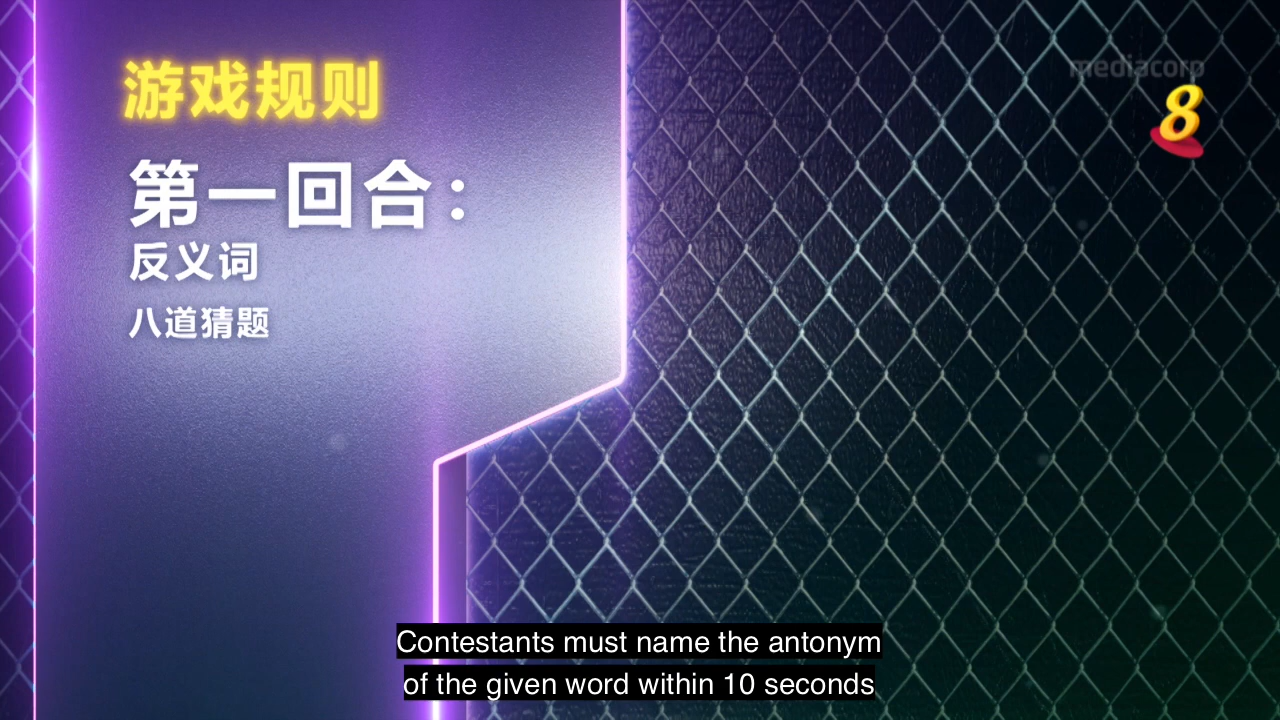 游戏规则
mediacorp
8
第一回合：
反义词
八道猜题
Contestants must name the antonym
of the given word within 10 seconds